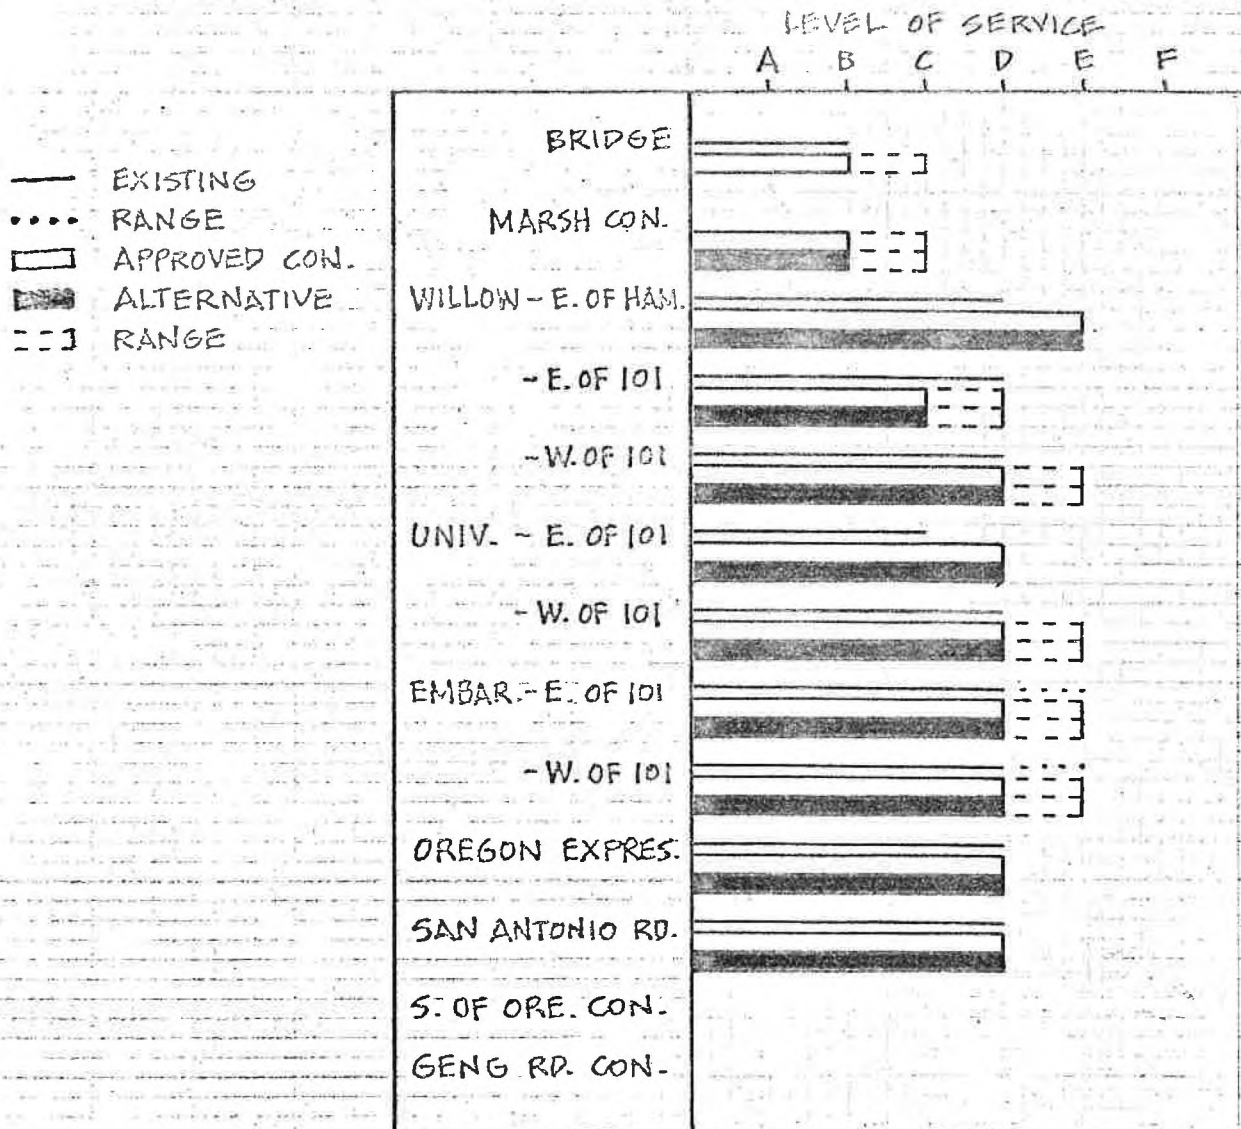 LEVEL OF SERVICE
A B C D E F
EXISTING
RANGE
APPROVED CON.
ALTERNATIVE
RANGE
BRIDGE
MARSH CON.
WILLOW - E. OF HAM.
- E. OF 101
- W. OF 101
UNIV. - E. OF 101
- W. OF 101
EMBAR. - E. OF 101
- W. OF 101
OREGON EXPRES.
SAN ANTONIO RD.
S. OF ORE. CON.
GENG RD. CON.